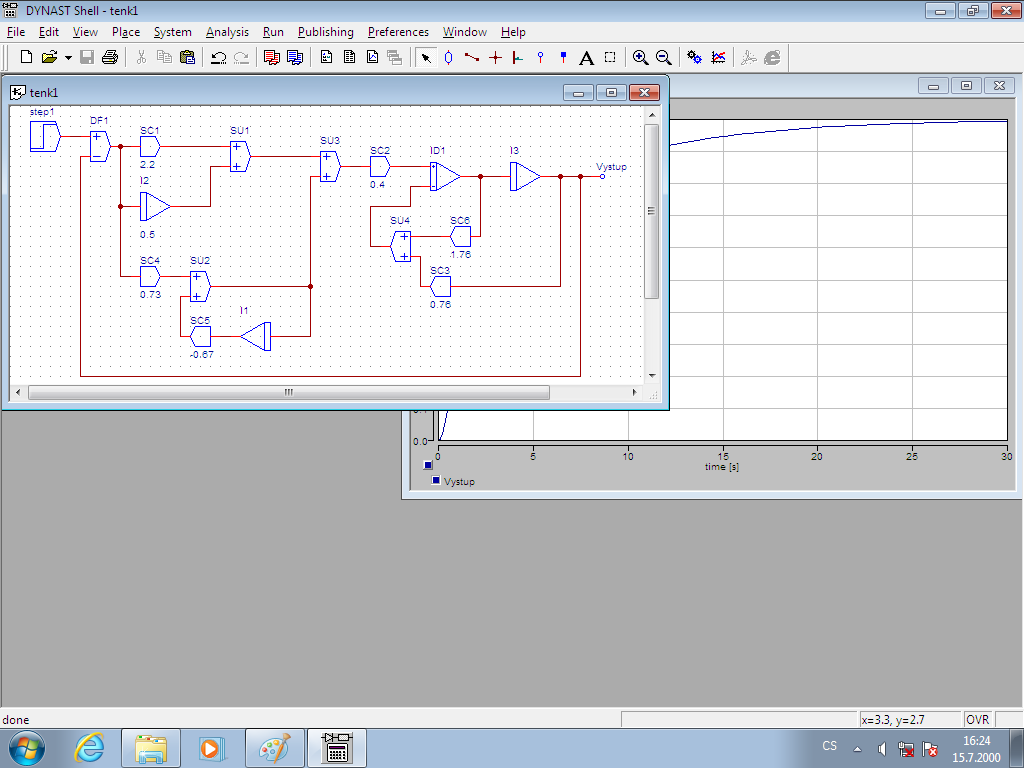 DYNAST Shell - tenk1
File Edit View Place System Analysis Run Publishing Preferences Window Help
tenk1
step1
DF1
SC1
2.2
I2
0.5
SU1
SU3
SC2
0.4
ID1
I3
Vystup
SU4
SC6
1.76
SC3
0.76
SC4
0.73
SU2
SC5
-0.67
I1
0.0
0 5 10 15 20 25 30
time [s]
Vystup
done
x=3.3, y=2.7 OVR
CS
16:24
15.7.2000